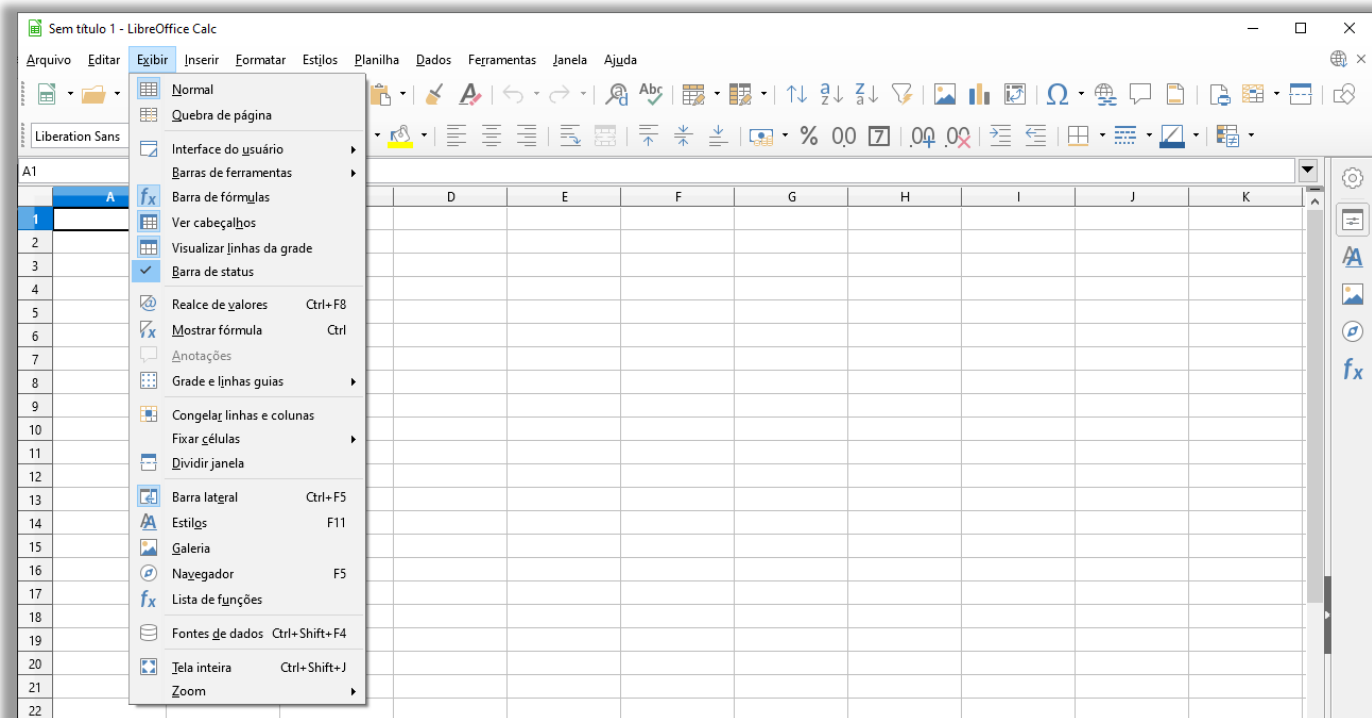 Sem título 1 - LibreOffice Calc
Arquivo Editar Exibir Inserir Formatar Estilos Planilha Dados Ferramentas Janela Ajuda
Liberation Sans
A1
A D E F G H I J K
1
2
3
4
5
6
7
8
9
10
11
12
13
14
15
16
17
18
19
20
21
22
Normal
Quebra de página
Interface do usuário
Barras de ferramentas
Barra de fórmulas
Ver cabeçalhos
Visualizar linhas da grade
Barra de status
Realce de valores Ctrl+F8
Mostrar fórmula Ctrl
Anotações
Grade e linhas guias
Congelar linhas e colunas
Fixar células
Dividir janela
Barra lateral Ctrl+F5
Estilos F11
Galeria
Navegador F5
Lista de funções
Fontes de dados Ctrl+Shift+F4
Tela inteira Ctrl+Shift+J
Zoom